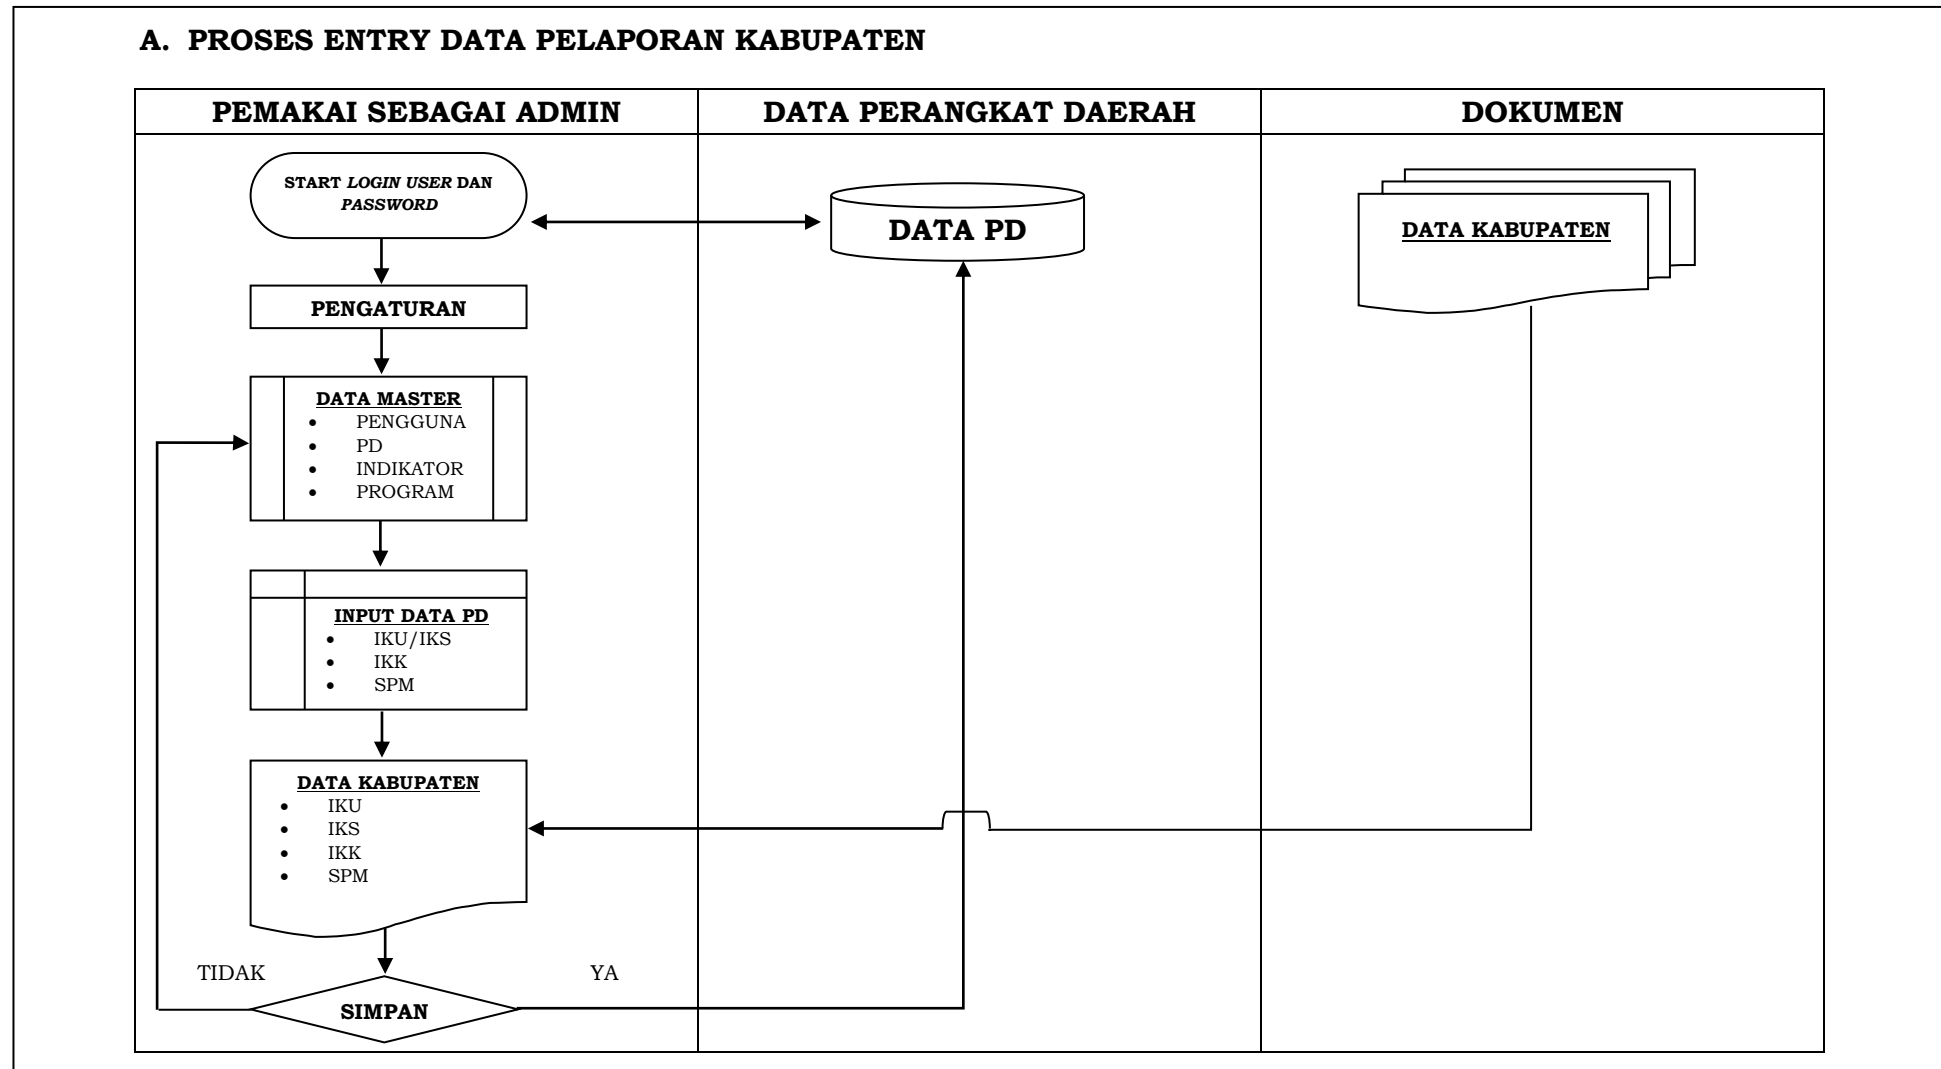 A. PROSES ENTRY DATA PELAPORAN KABUPATEN
PEMAKAI SEBAGAI ADMIN
DATA PERANGKAT DAERAH
DOKUMEN
START LOGIN USER DAN
PASSWORD
DATA PD
DATA KABUPATEN
PENGATURAN
DATA MASTER
• PENGGUNA
• PD
• INDIKATOR
• PROGRAM
INPUT DATA PD
• IKU/IKS
• IKK
• SPM
DATA KABUPATEN
• IKU
• IKS
• IKK
• SPM
TIDAK
YA
SIMPAN